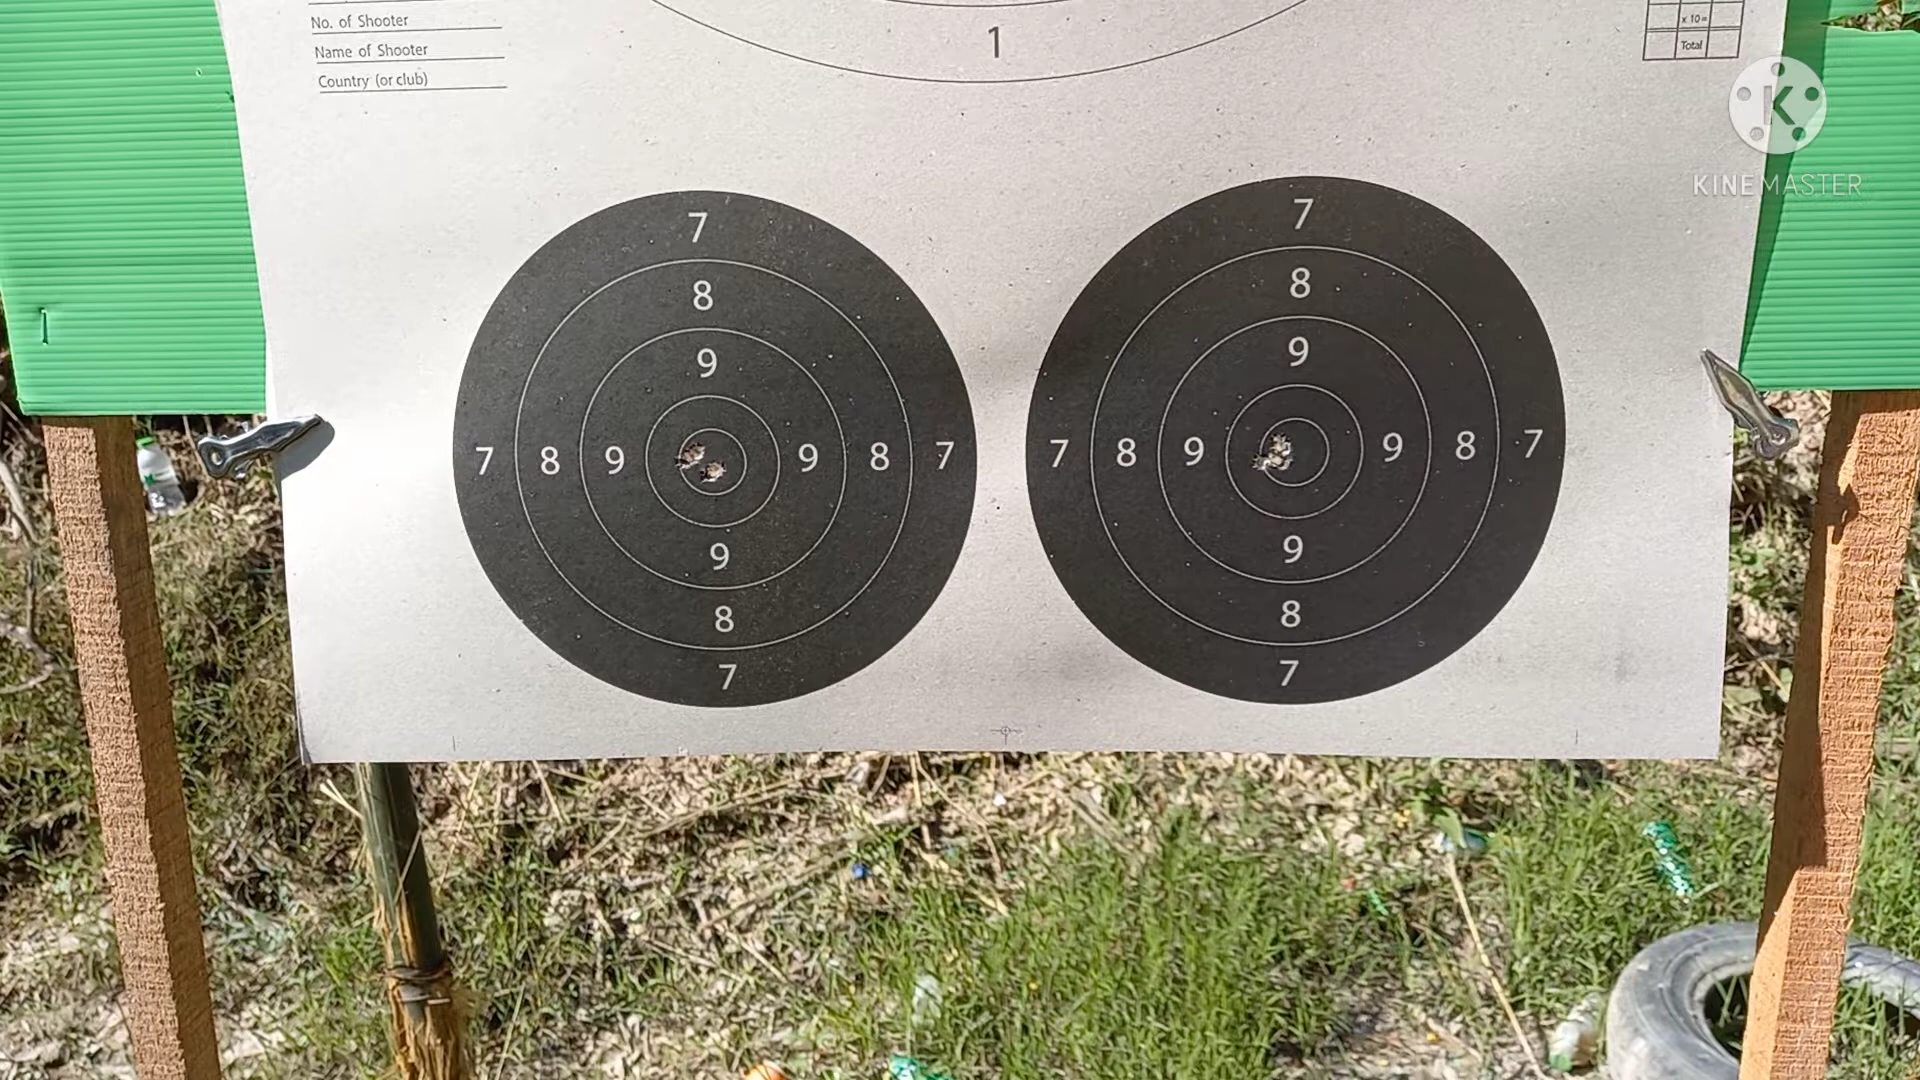 No. of Shooter
Name of Shooter
Country (or club)
1
x 10=
Total
K
KINEMASTER
7
8
9
7 8 9 9 8 7
9
8
7
7
8
9
7 8 9 9 8 7
9
8
7